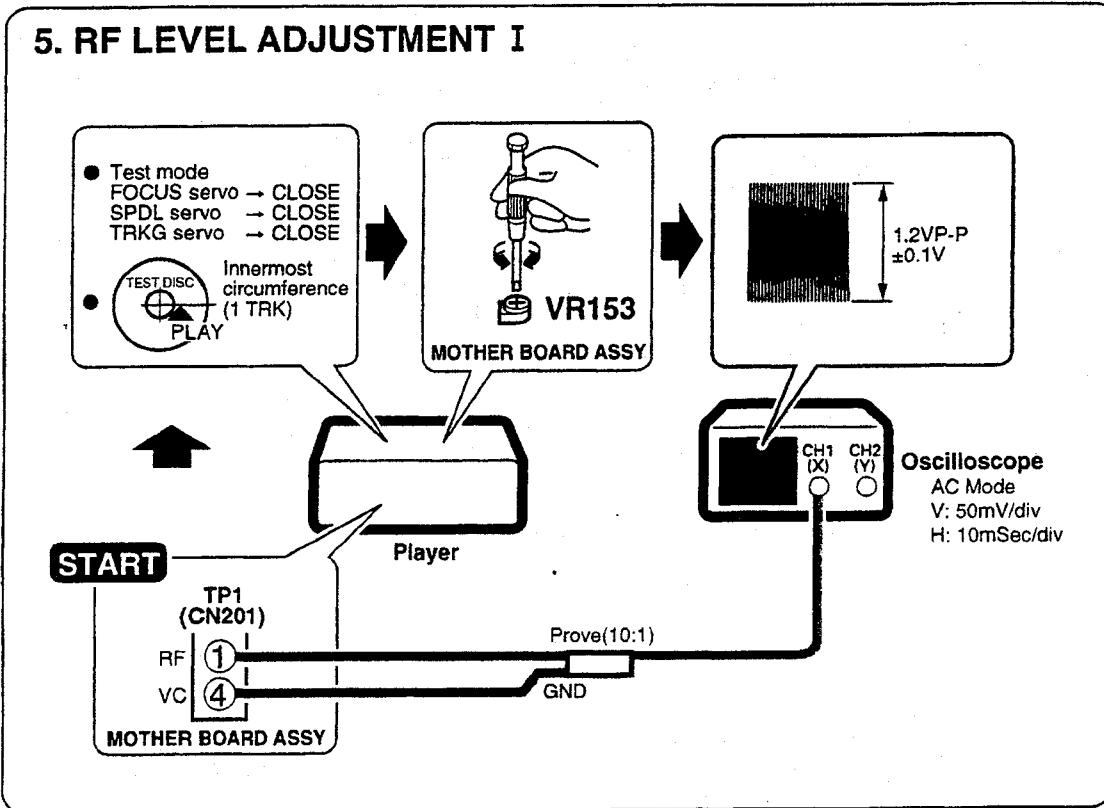 5. RF LEVEL ADJUSTMENT I
● Test mode
FOCUS servo → CLOSE
SPDL servo → CLOSE
TRKG servo → CLOSE
● TEST DISC
PLAY
Innermost
circumference
(1 TRK)
VR153
MOTHER BOARD ASSY
1.2VP-P
±0.1V
Player
CH1
(X)
CH2
(Y)
Oscilloscope
AC Mode
V: 50mV/div
H: 10mSec/div
START
TP1
(CN201)
RF ①
VC ④
MOTHER BOARD ASSY
Prove(10:1)
GND